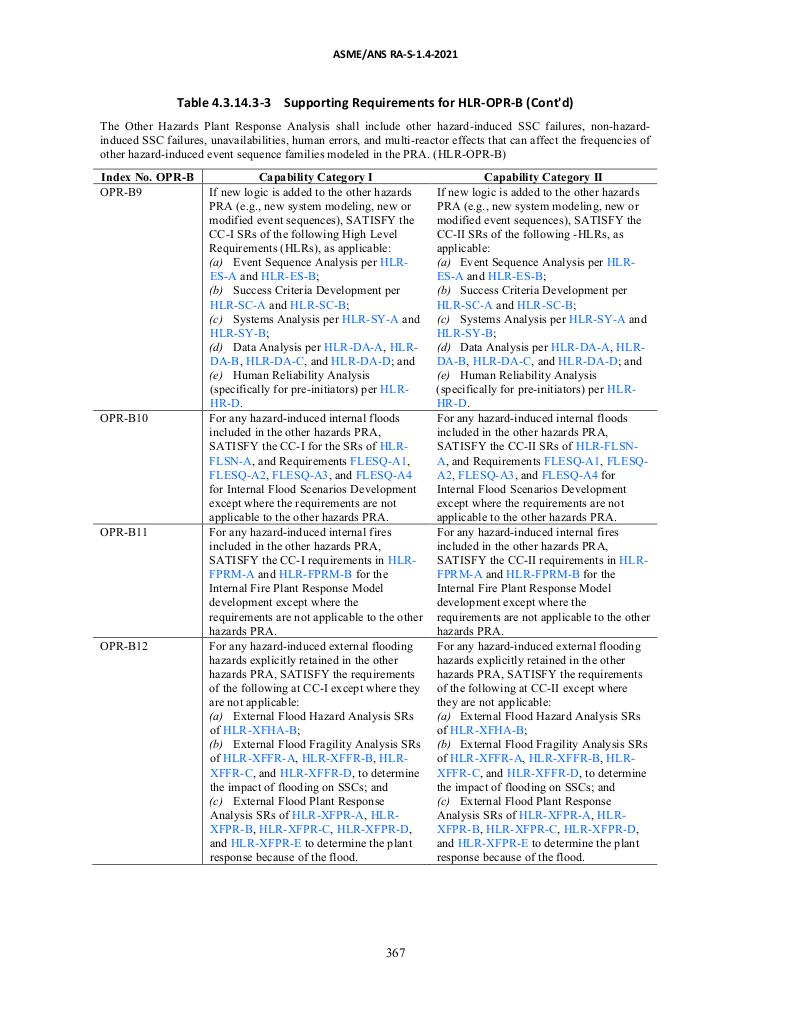 ASME/ANS RA-S-1.4-2021
Table 4.3.14.3-3 Supporting Requirements for HLR-OPR-B (Cont'd)
The Other Hazards Plant Response Analysis shall include other hazard-induced SSC failures, non-hazard-
induced SSC failures, unavailabilities, human errors, and multi-reactor effects that can affect the frequencies of
other hazard-induced event sequence families modeled in the PRA. (HLR-OPR-B)
Index No. OPR-B
Capability Category I
Capability Category II
OPR-B9
If new logic is added to the other hazards
PRA (e.g., new system modeling, new or
modified event sequences), SATISFY the
CC-I SRs of the following High Level
Requirements (HLRs), as applicable:
(a) Event Sequence Analysis per HLR-
ES-A and HLR-ES-B;
(b) Success Criteria Development per
HLR-SC-A and HLR-SC-B;
(c) Systems Analysis per HLR-SY-A and
HLR-SY-B;
(d) Data Analysis per HLR-DA-A, HLR-
DA-B, HLR-DA-C, and HLR-DA-D; and
(e) Human Reliability Analysis
(specifically for pre-initiators) per HLR-
HR-D.
If new logic is added to the other hazards
PRA (e.g., new system modeling, new or
modified event sequences), SATISFY the
CC-II SRs of the following -HLRs, as
applicable:
(a) Event Sequence Analysis per HLR-
ES-A and HLR-ES-B;
(b) Success Criteria Development per
HLR-SC-A and HLR-SC-B;
(c) Systems Analysis per HLR-SY-A and
HLR-SY-B;
(d) Data Analysis per HLR-DA-A, HLR-
DA-B, HLR-DA-C, and HLR-DA-D; and
(e) Human Reliability Analysis
(specifically for pre-initiators) per HLR-
HR-D.
OPR-B10
For any hazard-induced internal floods
included in the other hazards PRA,
SATISFY the CC-I for the SRs of HLR-
FLSN-A, and Requirements FLESQ-A1,
FLESQ-A2, FLESQ-A3, and FLESQ-A4
for Internal Flood Scenarios Development
except where the requirements are not
applicable to the other hazards PRA.
For any hazard-induced internal floods
included in the other hazards PRA,
SATISFY the CC-II SRs of HLR-FLSN-
A, and Requirements FLESQ-A1, FLESQ-
A2, FLESQ-A3, and FLESQ-A4 for
Internal Flood Scenarios Development
except where the requirements are not
applicable to the other hazards PRA.
OPR-B11
For any hazard-induced internal fires
included in the other hazards PRA,
SATISFY the CC-I requirements in HLR-
FPRM-A and HLR-FPRM-B for the
Internal Fire Plant Response Model
development except where the
requirements are not applicable to the other
hazards PRA.
For any hazard-induced internal fires
included in the other hazards PRA,
SATISFY the CC-II requirements in HLR-
FPRM-A and HLR-FPRM-B for the
Internal Fire Plant Response Model
development except where the
requirements are not applicable to the other
hazards PRA.
OPR-B12
For any hazard-induced external flooding
hazards explicitly retained in the other
hazards PRA, SATISFY the requirements
of the following at CC-I except where they
are not applicable:
(a) External Flood Hazard Analysis SRs
of HLR-XFHA-B;
(b) External Flood Fragility Analysis SRs
of HLR-XFFR-A, HLR-XFFR-B, HLR-
XFFR-C, and HLR-XFFR-D, to determine
the impact of flooding on SSCs; and
(c) External Flood Plant Response
Analysis SRs of HLR-XFPR-A, HLR-
XFPR-B, HLR-XFPR-C, HLR-XFPR-D,
and HLR-XFPR-E to determine the plant
response because of the flood.
For any hazard-induced external flooding
hazards explicitly retained in the other
hazards PRA, SATISFY the requirements
of the following at CC-II except where
they are not applicable:
(a) External Flood Hazard Analysis SRs
of HLR-XFHA-B;
(b) External Flood Fragility Analysis SRs
of HLR-XFFR-A, HLR-XFFR-B, HLR-
XFFR-C, and HLR-XFFR-D, to determine
the impact of flooding on SSCs; and
(c) External Flood Plant Response
Analysis SRs of HLR-XFPR-A, HLR-
XFPR-B, HLR-XFPR-C, HLR-XFPR-D,
and HLR-XFPR-E to determine the plant
response because of the flood.
367